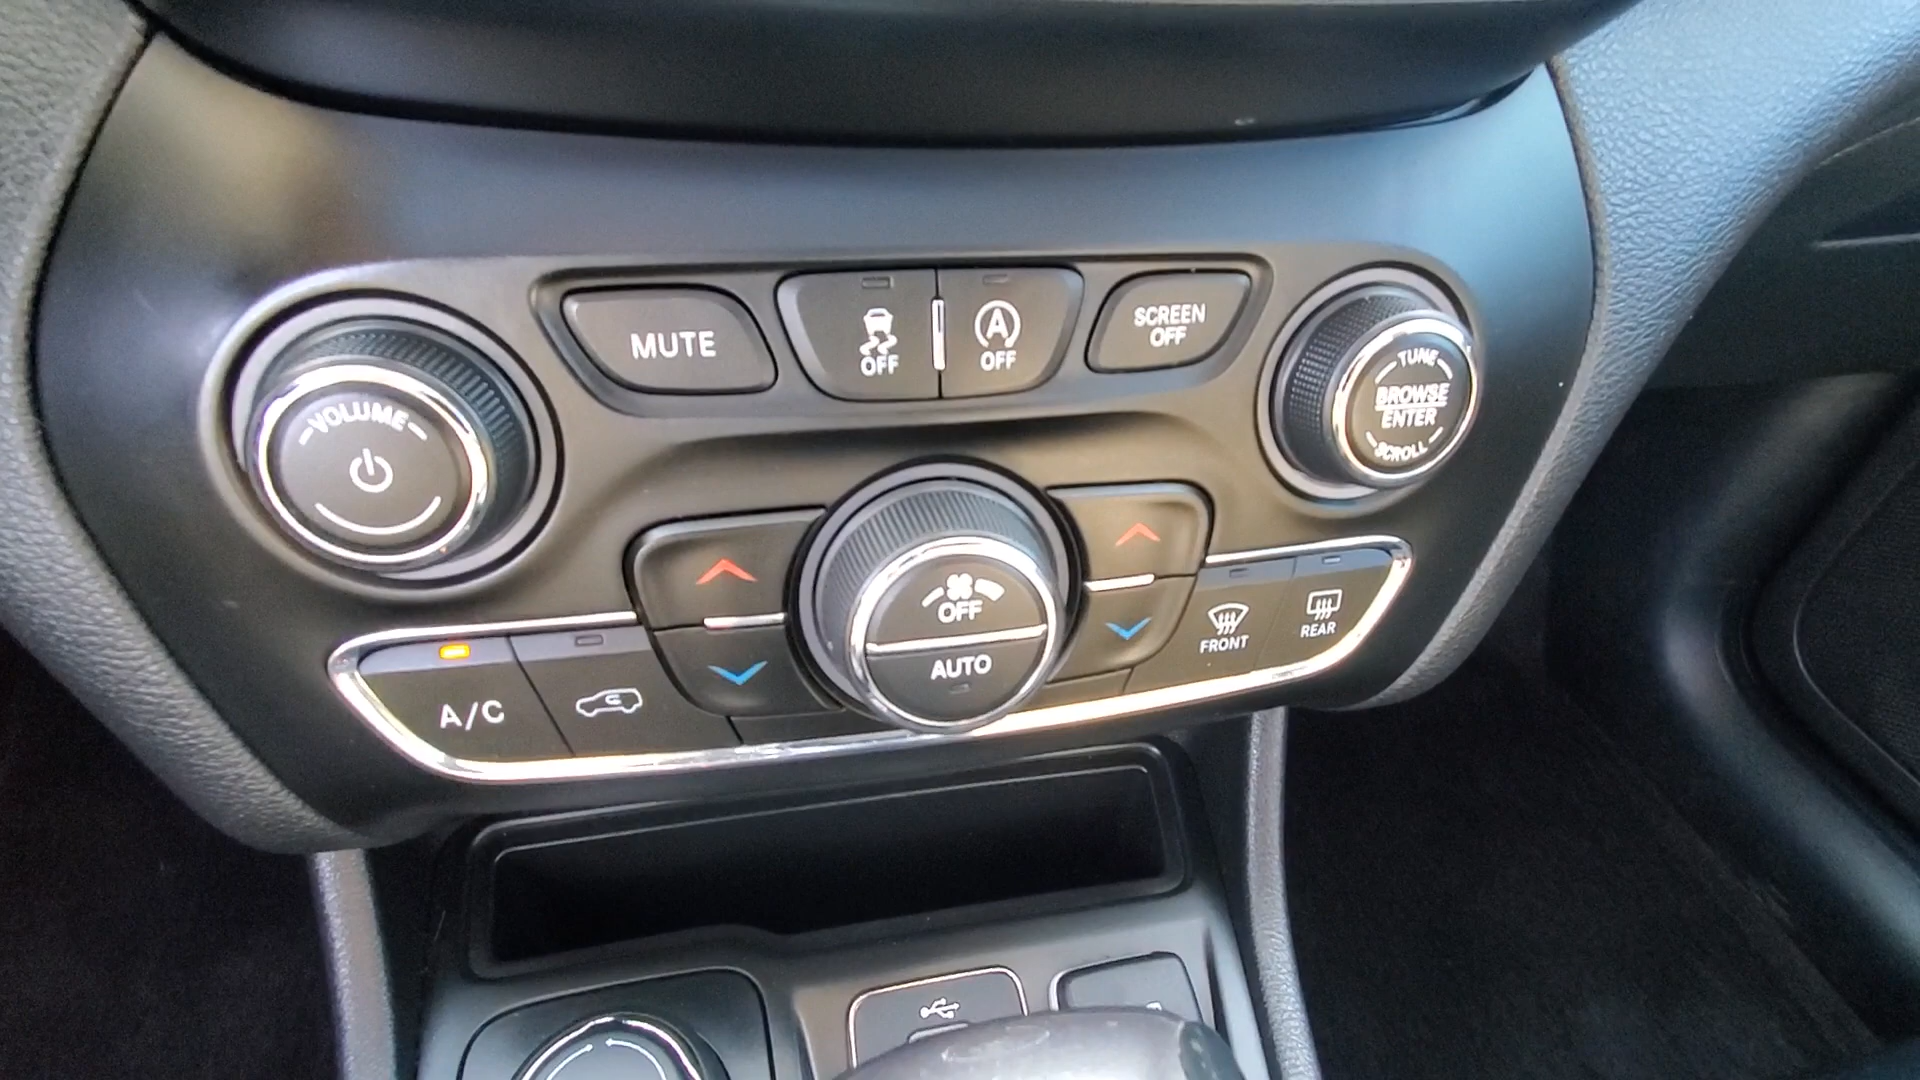 MUTE
OFF
A
OFF
SCREEN
OFF
VOLUME
TUNE
BROWSE
ENTER
SCROLL
OFF
AUTO
A/C
FRONT
REAR